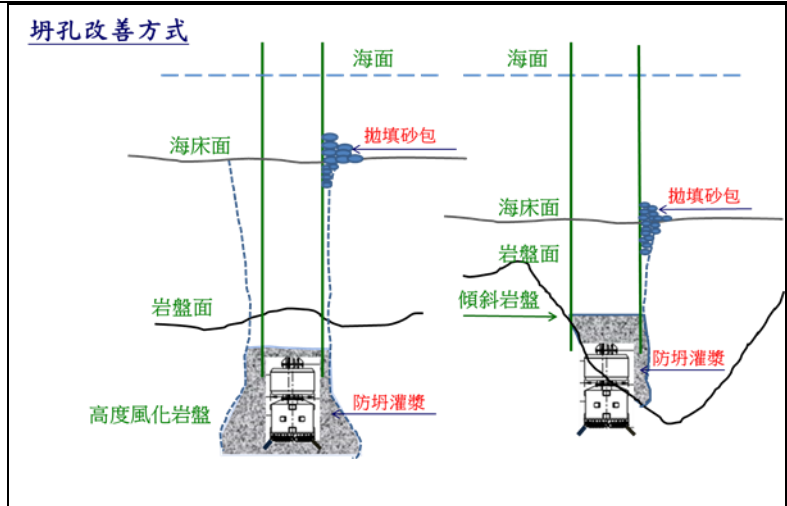 坍孔改善方式
海面
海床面
拋填砂包
岩盤面
高度風化岩盤
防坍灌漿
海面
拋填砂包
海床面
岩盤面
傾斜岩盤
防坍灌漿